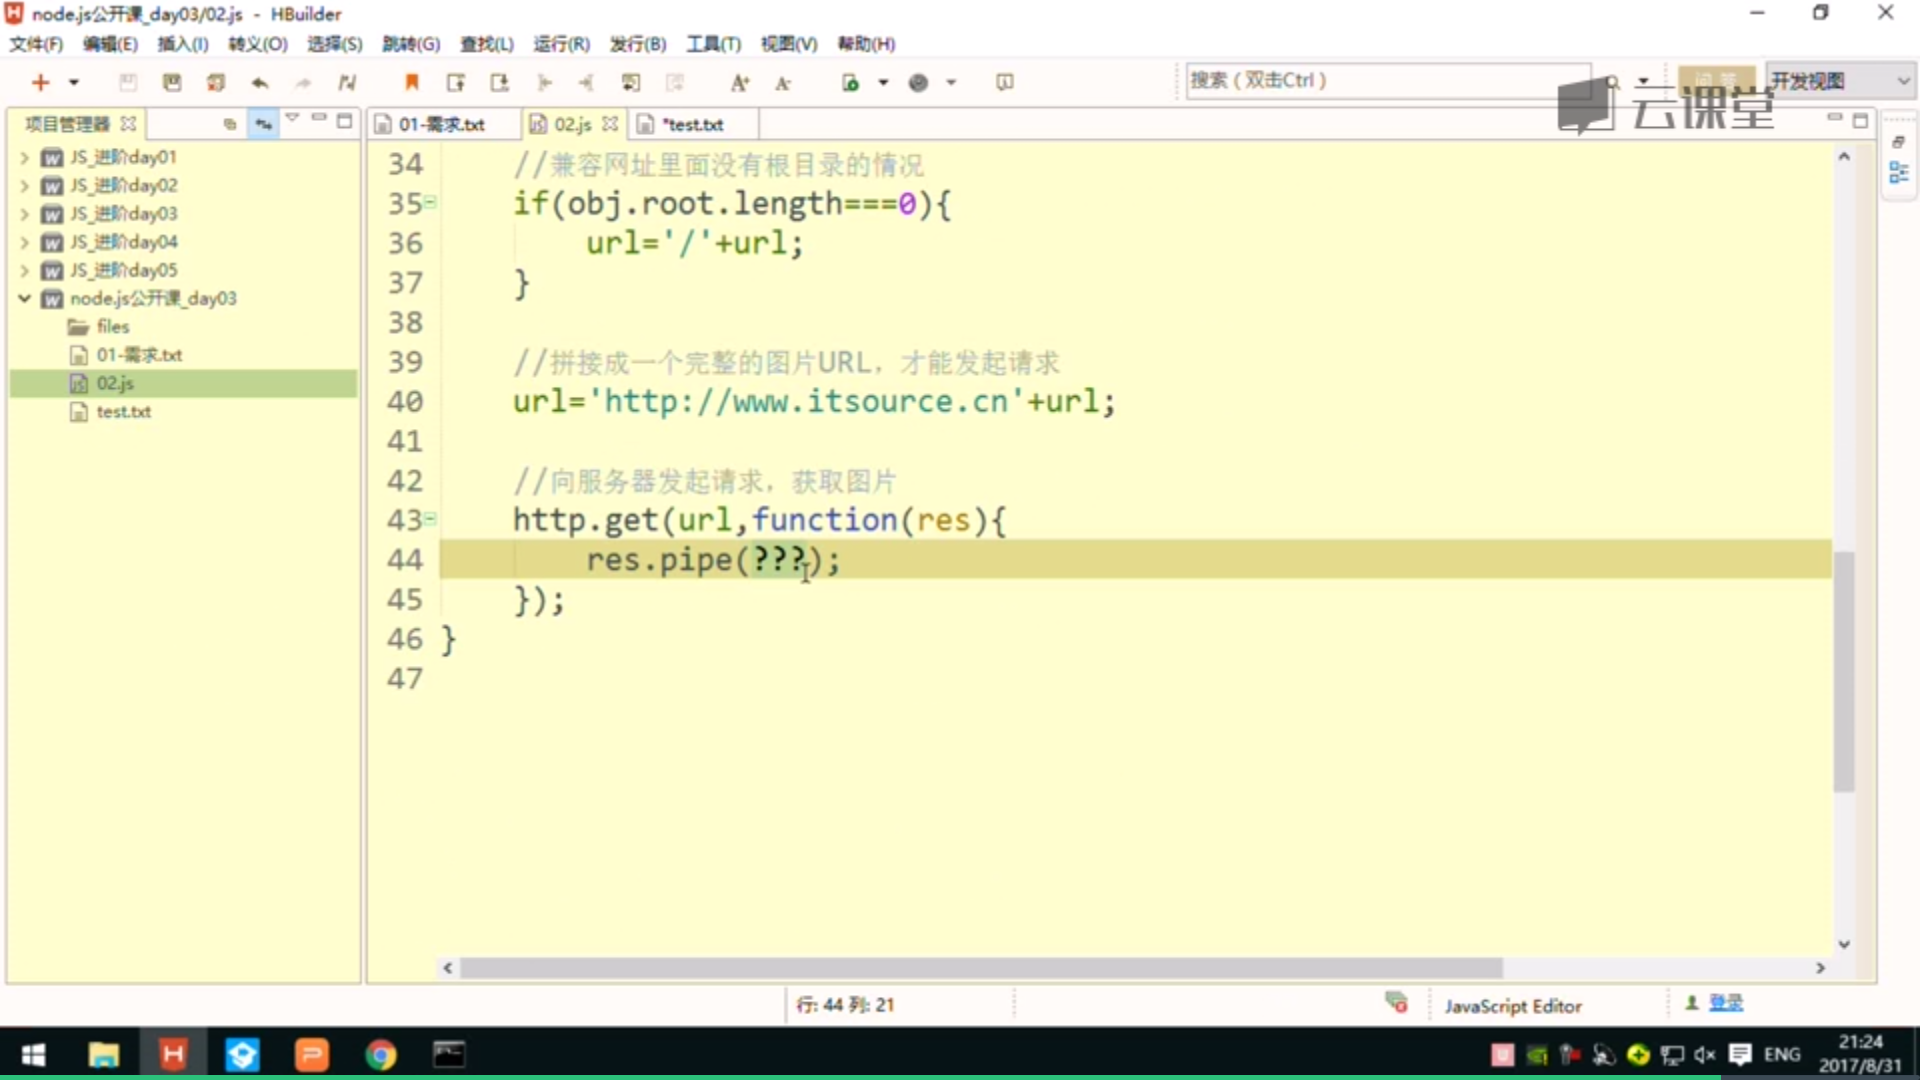 node.js公开课_day03/02.js - HBuilder
文件(F) 编辑(E) 插入(I) 转义(O) 选择(S) 跳转(G) 查找(L) 运行(R) 发行(B) 工具(T) 视图(V) 帮助(H)
搜索（双击Ctrl）
问答
开发视图
云课堂
项目管理器
01-需求.txt
02.js
*test.txt
JS_进阶day01
JS_进阶day02
JS_进阶day03
JS_进阶day04
JS_进阶day05
node.js公开课_day03
files
01-需求.txt
02.js
test.txt
34 //兼容网址里面没有根目录的情况
35 if(obj.root.length===0){
36 url='/'+url;
37 }
38
39 //拼接成一个完整的图片URL，才能发起请求
40 url='http://www.itsource.cn'+url;
41
42 //向服务器发起请求，获取图片
43 http.get(url,function(res){
44 res.pipe(???);
45 });
46 }
47
行: 44 列: 21
JavaScript Editor
登录
ENG
21:24
2017/8/31